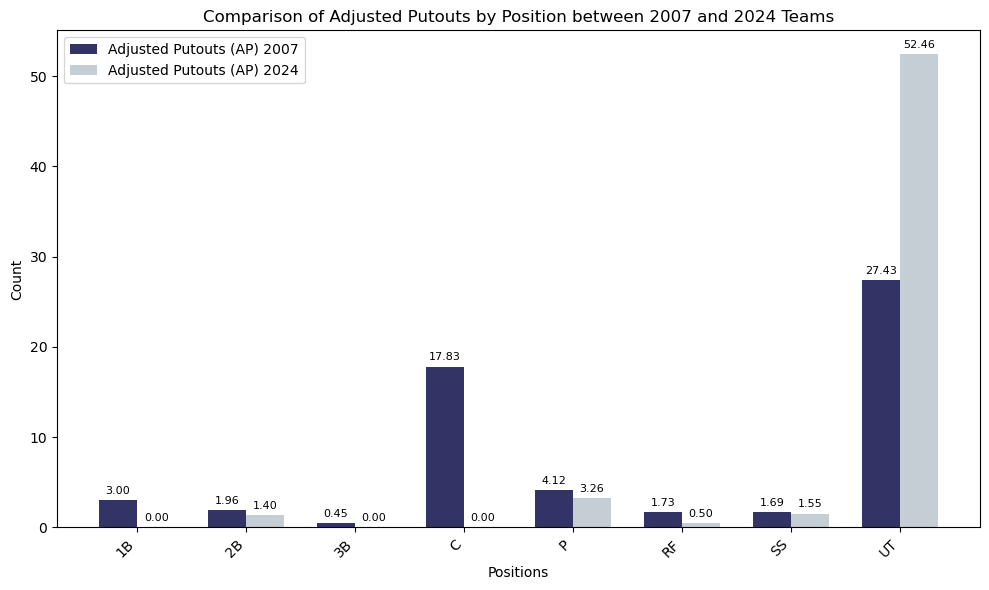 Comparison of Adjusted Putouts by Position between 2007 and 2024 Teams
Adjusted Putouts (AP) 2007
Adjusted Putouts (AP) 2024
Count
50
40
30
20
10
0
3.00
0.00
1.96
1.40
0.45
0.00
17.83
0.00
4.12
3.26
1.73
0.50
1.69
1.55
27.43
52.46
1B
2B
3B
C
P
RF
SS
UT
Positions